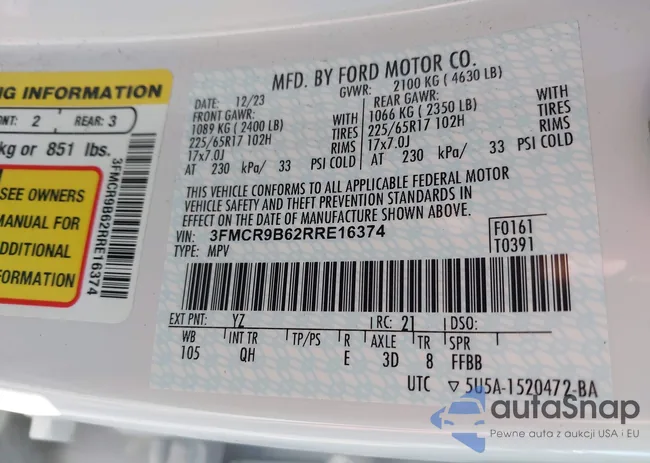 NG INFORMATION
NT: 2 REAR: 3
kg or 851 lbs.
SEE OWNERS
MANUAL FOR
ADDITIONAL
INFORMATION
3FMCR9B62RRE16374
MFD. BY FORD MOTOR CO.
DATE: 12/23 GVWR: 2100 KG ( 4630 LB)
FRONT GAWR: REAR GAWR:
1089 KG ( 2400 LB) WITH 1066 KG ( 2350 LB) WITH
225/65R17 102H TIRES 225/65R17 102H TIRES
17x7.0J RIMS 17x7.0J RIMS
AT 230 kPa/ 33 PSI COLD AT 230 kPa/ 33 PSI COLD
THIS VEHICLE CONFORMS TO ALL APPLICABLE FEDERAL MOTOR
VEHICLE SAFETY AND THEFT PREVENTION STANDARDS IN
EFFECT ON THE DATE OF MANUFACTURE SHOWN ABOVE.
VIN: 3FMCR9B62RRE16374 F0161
TYPE: MPV T0391
EXT PNT: YZ RC: 21 DSO:
WB INT TR TP/PS R AXLE TR SPR
105 QH E 3D 8 FFBB
UTC ▽ 5U5A-1520472-BA
autaSnap
Pewne auta z aukcji USA i EU